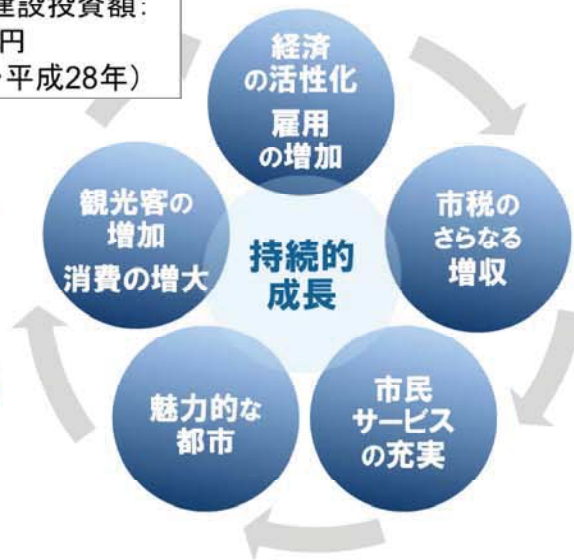 建設投資額:
円
平成28年)
経済
の活性化
雇用
の増加
市税の
さらなる
増収
市民
サービス
の充実
魅力的な
都市
観光客の
増加
消費の増大
持続的
成長